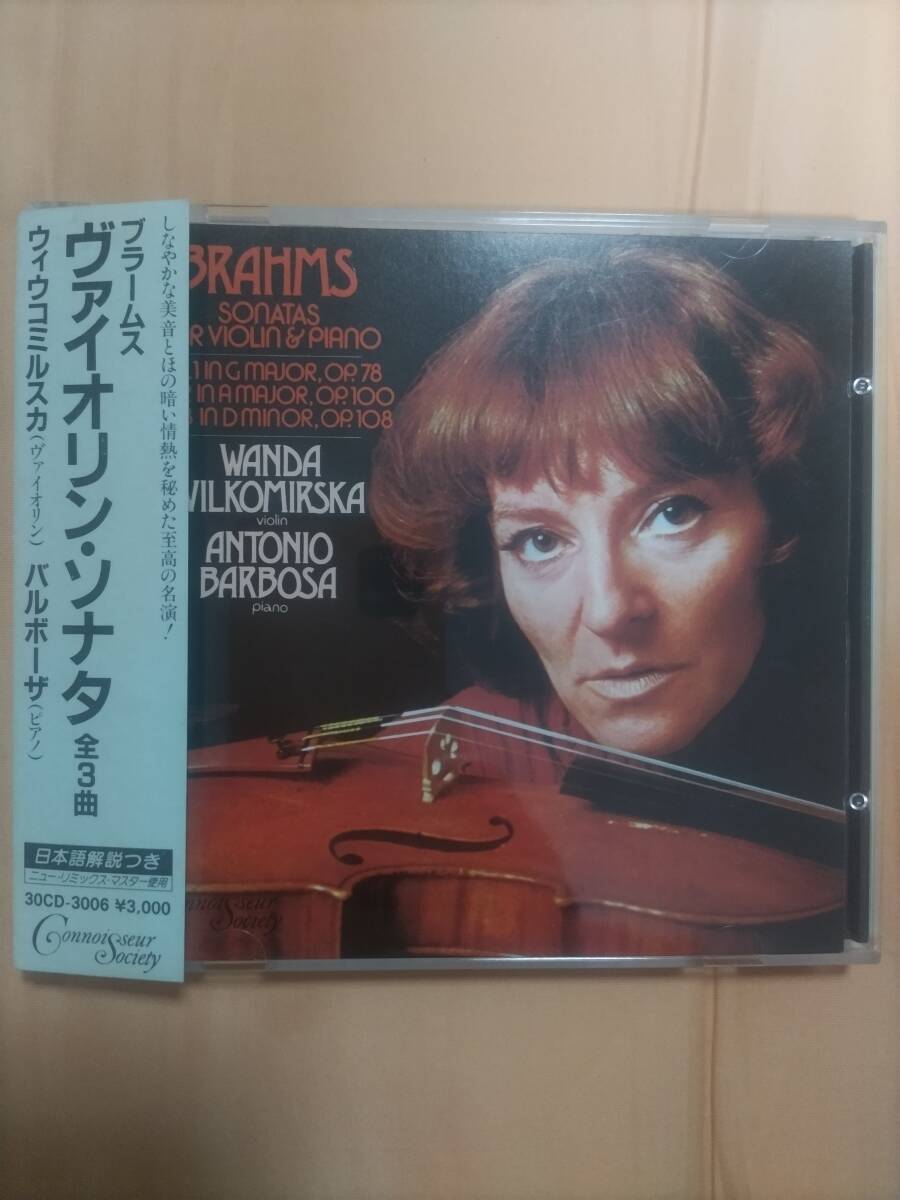 しなやかな美音とほの暗い情熱を秘めた至高の名演!
ブラームス
ヴァイオリン・ソナタ 全3曲
ウィウコミルスカ(ヴァイオリン) バルボーザ(ピアノ)
日本語解説つき
ニュー・リミックス・マスター使用
30CD-3006 ¥3,000
Connoisseur
Society
BRAHMS
SONATAS
R VIOLIN & PIANO
1 IN G MAJOR, OP. 78
IN A MAJOR, OP. 100
3 IN D MINOR, OP. 108
WANDA
WILKOMIRSKA
violin
ANTONIO
BARBOSA
piano
nnoisseur
Society